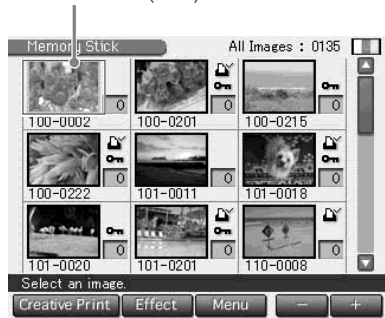 Memory Stick All Images : 0135
0 0 0
100-0002 100-0201 100-0215
0 0 0
100-0222 101-0011 101-0018
0 0 0
101-0020 101-0201 110-0008
Select an image.
Creative Print Effect Menu － +